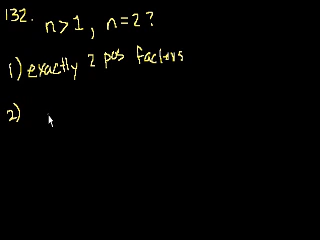 132. n>1, n=2?
1) exactly 2 pos factors
2)